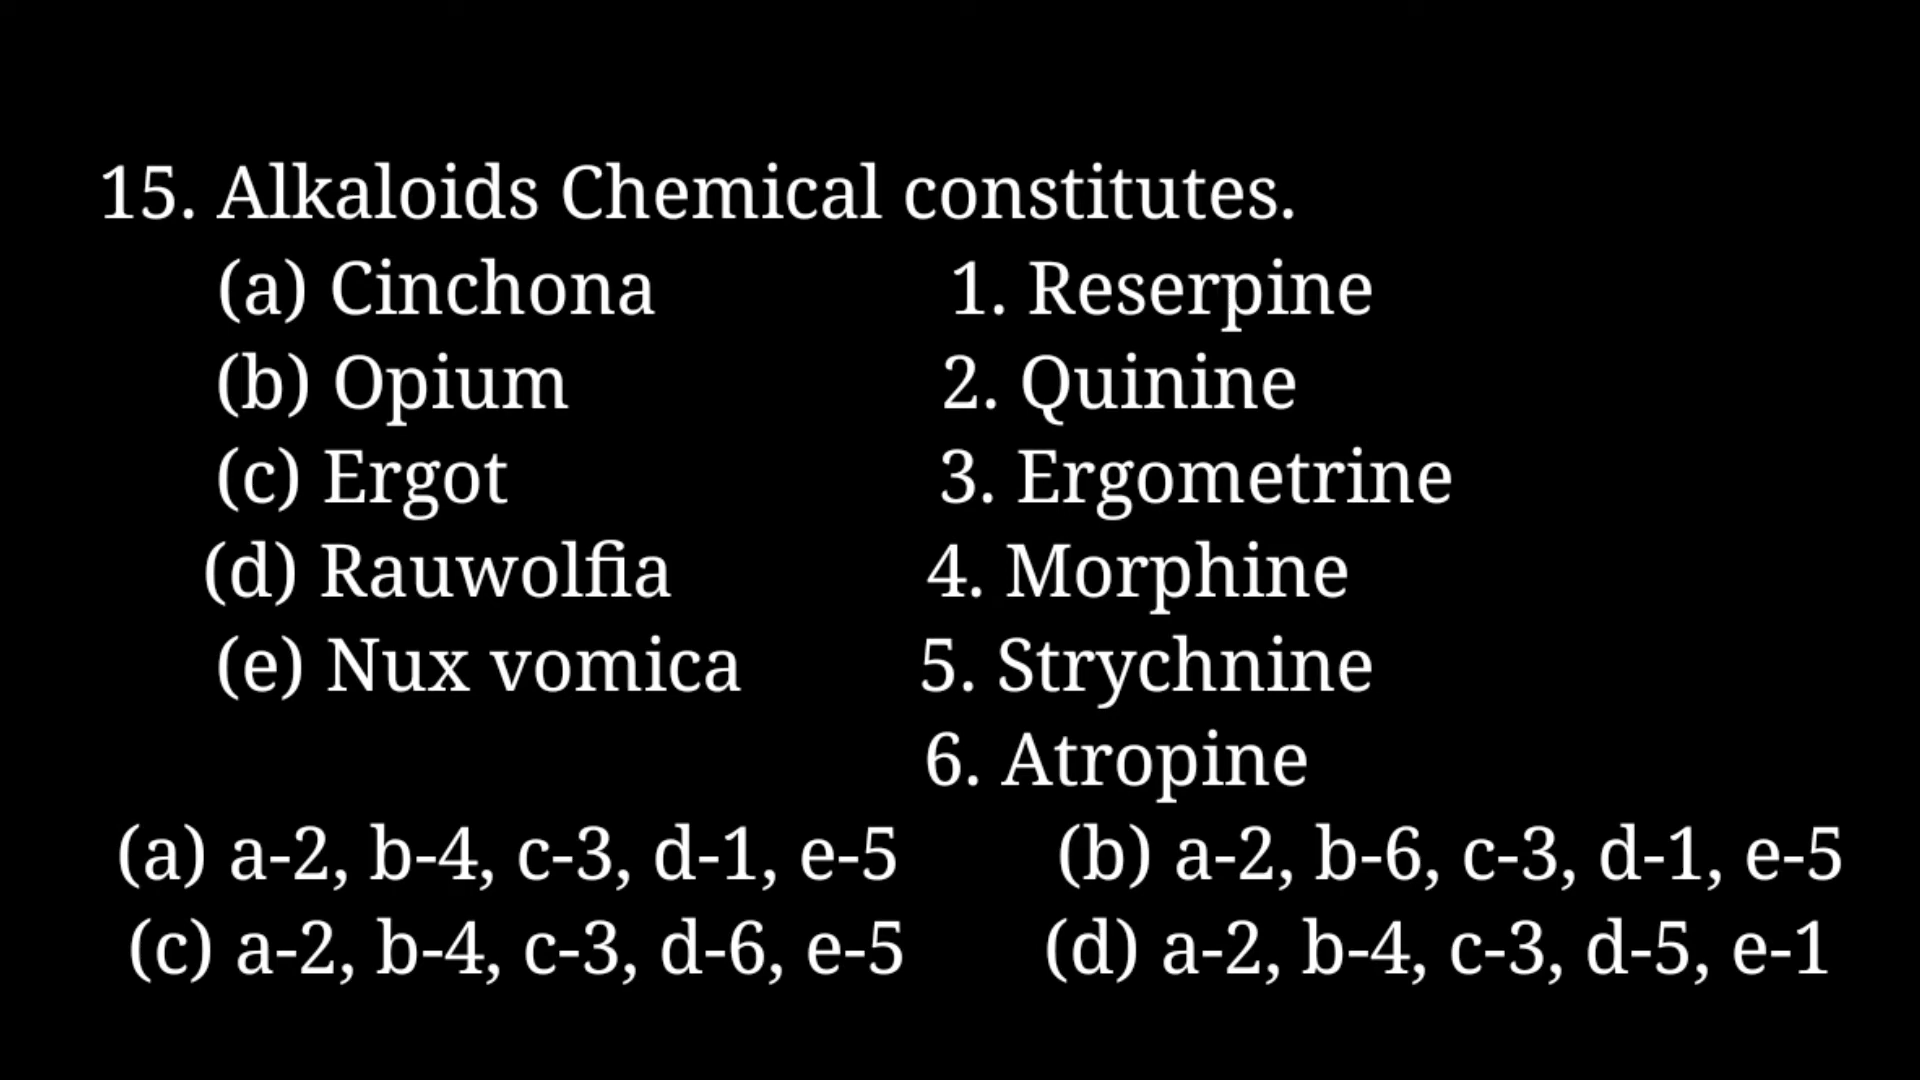 15. Alkaloids Chemical constitutes.
(a) Cinchona 1. Reserpine
(b) Opium 2. Quinine
(c) Ergot 3. Ergometrine
(d) Rauwolfia 4. Morphine
(e) Nux vomica 5. Strychnine
6. Atropine
(a) a-2, b-4, c-3, d-1, e-5 (b) a-2, b-6, c-3, d-1, e-5
(c) a-2, b-4, c-3, d-6, e-5 (d) a-2, b-4, c-3, d-5, e-1